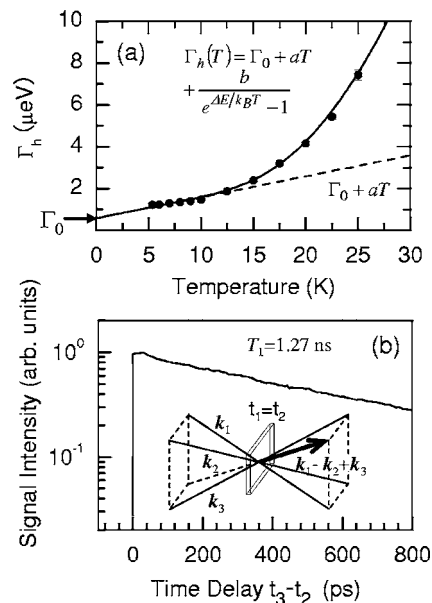 10
(a)
Γh(T) = Γ0 + aT
+ b / (e^{ΔE/kBT} −1)
8
6
Γh (μeV)
4
2
Γ0 + aT
Γ0
0 5 10 15 20 25 30
Temperature (K)
(b)
T1=1.27 ns
10^0
Signal Intensity (arb. units)
t1=t2
k1
k2
k1- k2+k3
k3
10^-1
0 200 400 600 800
Time Delay t3-t2 (ps)